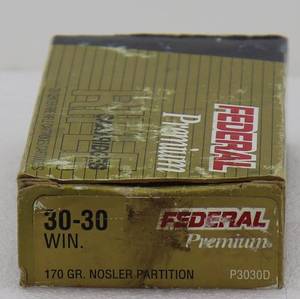 FEDERAL
Premium
30-30
WIN.
FEDERAL
Premium
170 GR. NOSLER PARTITION
P3030D